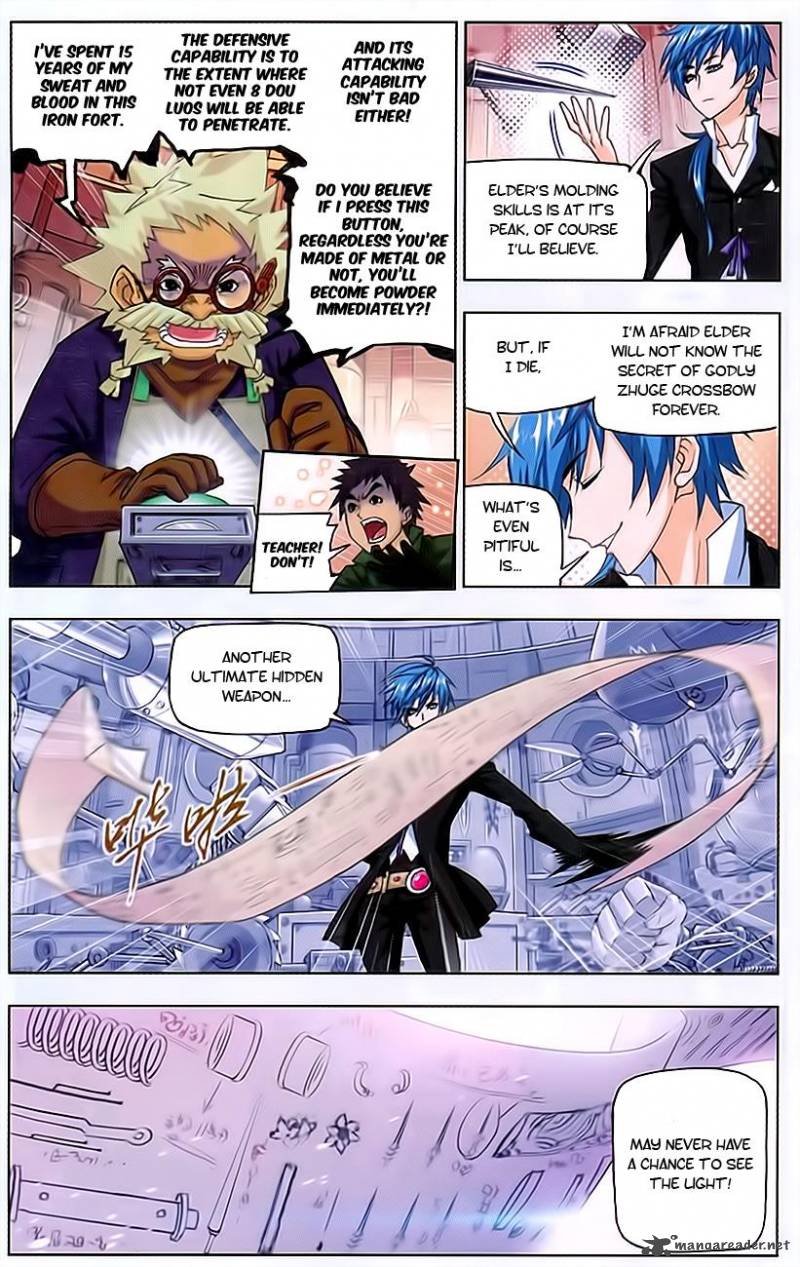 I'VE SPENT 15
YEARS OF MY
SWEAT AND
BLOOD IN THIS
IRON FORT.
THE DEFENSIVE
CAPABILITY IS TO
THE EXTENT WHERE
NOT EVEN 8 DOU
LUOS WILL BE ABLE
TO PENETRATE.
AND ITS
ATTACKING
CAPABILITY
ISN'T BAD
EITHER!
DO YOU BELIEVE
IF I PRESS THIS
BUTTON,
REGARDLESS YOU'RE
MADE OF METAL OR
NOT, YOU'LL
BECOME POWDER
IMMEDIATELY?!
TEACHER!
DON'T!
ELDER'S MOLDING
SKILLS IS AT ITS
PEAK, OF COURSE
I'LL BELIEVE.
BUT, IF
I DIE,
I'M AFRAID ELDER
WILL NOT KNOW THE
SECRET OF GODLY
ZHUGE CROSSBOW
FOREVER.
WHAT'S
EVEN
PITIFUL
IS...
ANOTHER
ULTIMATE HIDDEN
WEAPON...
哗啦
MAY NEVER HAVE
A CHANCE TO SEE
THE LIGHT!
mangareader.net